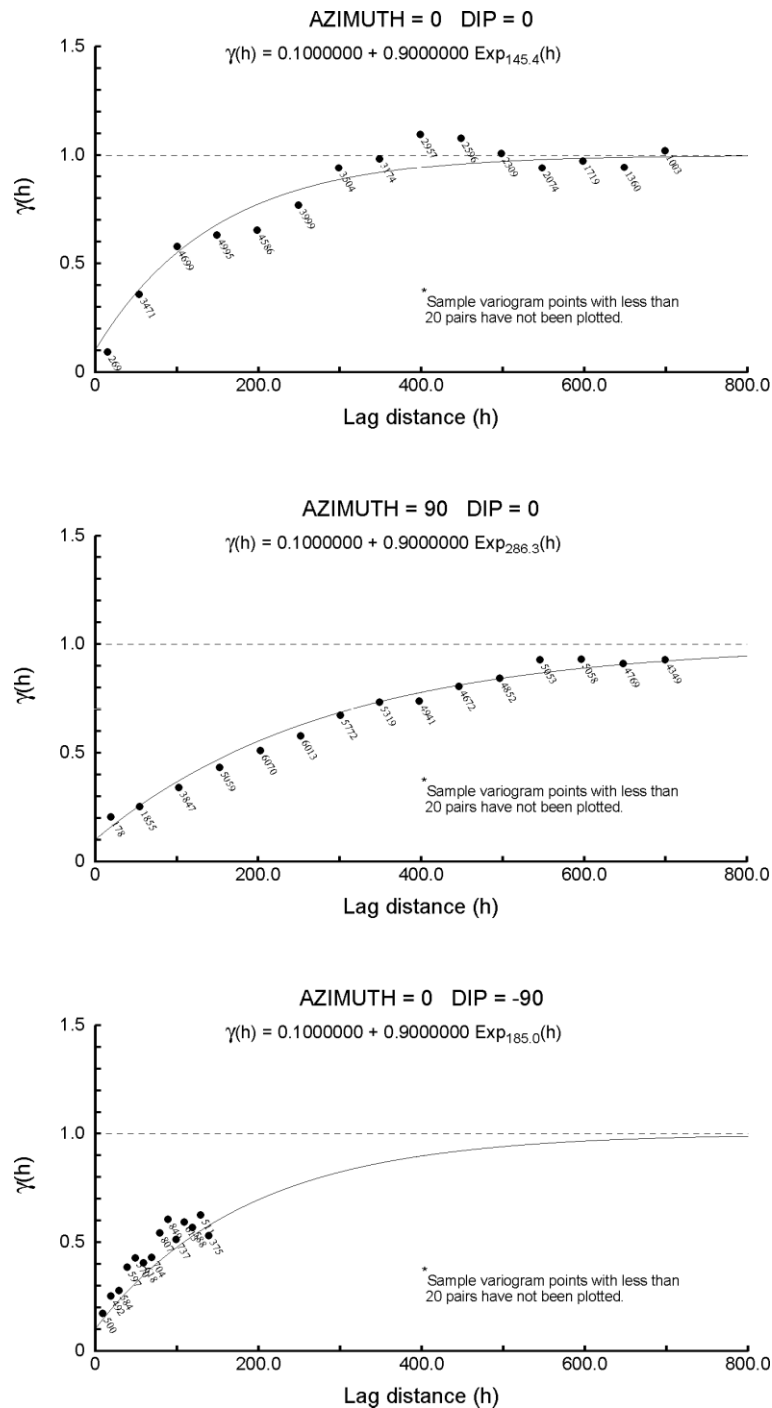 AZIMUTH = 0 DIP = 0
γ(h) = 0.1000000 + 0.9000000 Exp145.4(h)
1.5
1.0
0.5
0
γ(h)
269
3471
4699
4995
4586
3999
3504
3174
2957
2596
2309
2074
1719
1360
1003
*Sample variogram points with less than
20 pairs have not been plotted.
0 200.0 400.0 600.0 800.0
Lag distance (h)
AZIMUTH = 90 DIP = 0
γ(h) = 0.1000000 + 0.9000000 Exp286.3(h)
1.5
1.0
0.5
0
γ(h)
178
1855
3847
5059
6070
6013
5772
5319
4941
4672
4852
5053
5058
4769
4349
*Sample variogram points with less than
20 pairs have not been plotted.
0 200.0 400.0 600.0 800.0
Lag distance (h)
AZIMUTH = 0 DIP = -90
γ(h) = 0.1000000 + 0.9000000 Exp185.0(h)
1.5
1.0
0.5
0
γ(h)
500
492
584
597
618
704
807
849
737
588
375
*Sample variogram points with less than
20 pairs have not been plotted.
0 200.0 400.0 600.0 800.0
Lag distance (h)